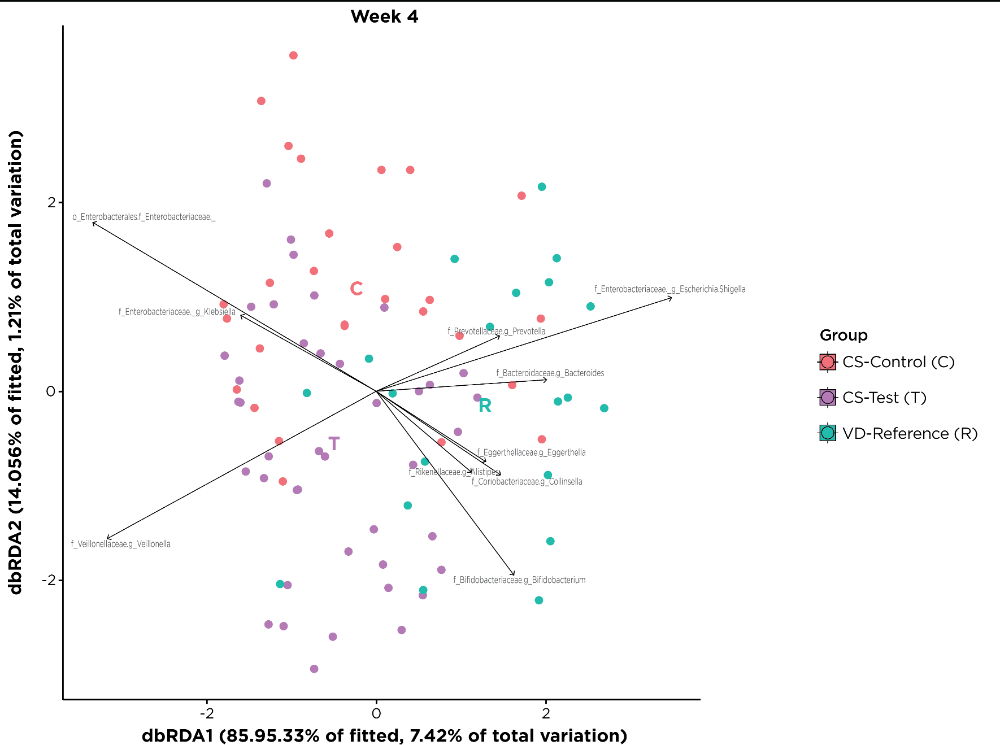 Week 4
dbRDA2 (14.056% of fitted, 1.21% of total variation)
2
0
-2
o_Enterobacterales.f_Enterobacteriaceae._
C
f_Enterobacteriaceae._g_Escherichia.Shigella
f_Enterobacteriaceae._g_Klebsiella
f_Prevotellaceae.g_Prevotella
f_Bacteroidaceae.g_Bacteroides
R
T
f_Eggerthellaceae.g_Eggerthella
f_Rikenellaceae.g_Alistipes
f_Coriobacteriaceae.g_Collinsella
f_Veillonellaceae.g_Veillonella
f_Bifidobacteriaceae.g_Bifidobacterium
-2
0
2
dbRDA1 (85.95.33% of fitted, 7.42% of total variation)
Group
CS-Control (C)
CS-Test (T)
VD-Reference (R)